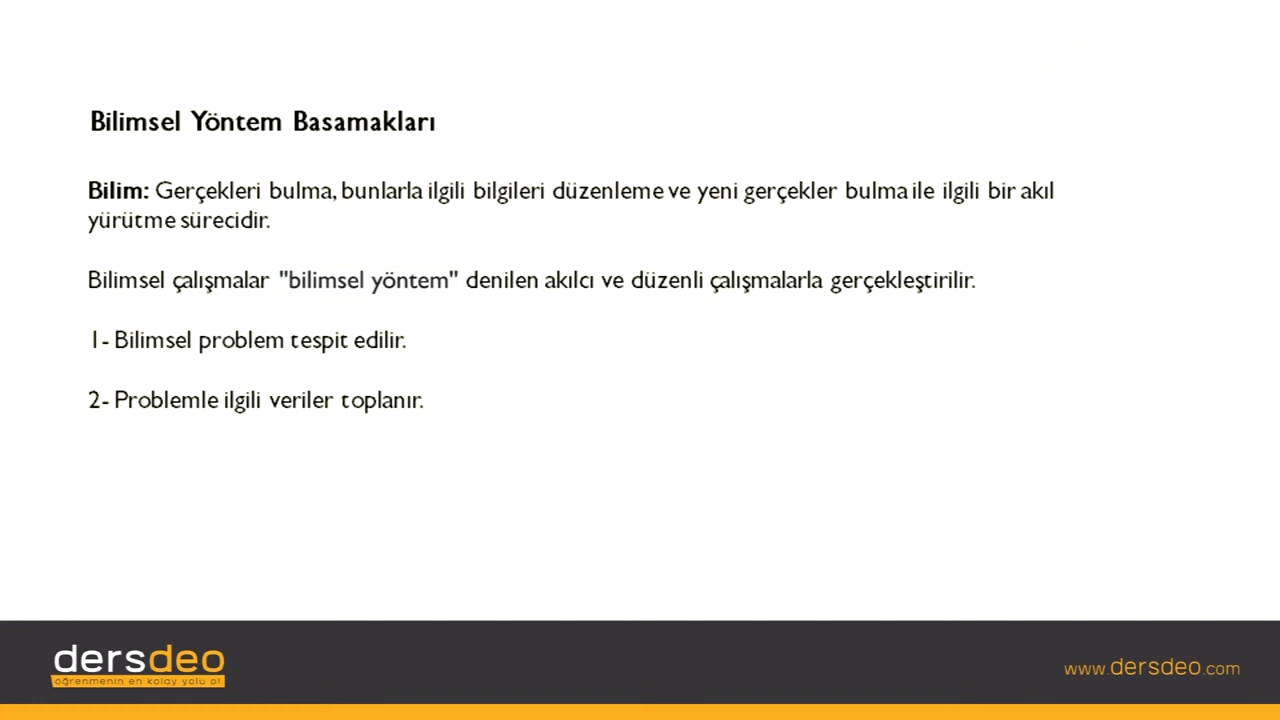 Bilimsel Yöntem Basamakları
Bilim: Gerçekleri bulma, bunlarla ilgili bilgileri düzenleme ve yeni gerçekler bulma ile ilgili bir akıl
yürütme sürecidir.
Bilimsel çalışmalar "bilimsel yöntem" denilen akılcı ve düzenli çalışmalarla gerçekleştirilir.
1- Bilimsel problem tespit edilir.
2- Problemle ilgili veriler toplanır.
dersdeo
öğrenmenin en kolay yolu o!
www.dersdeo.com